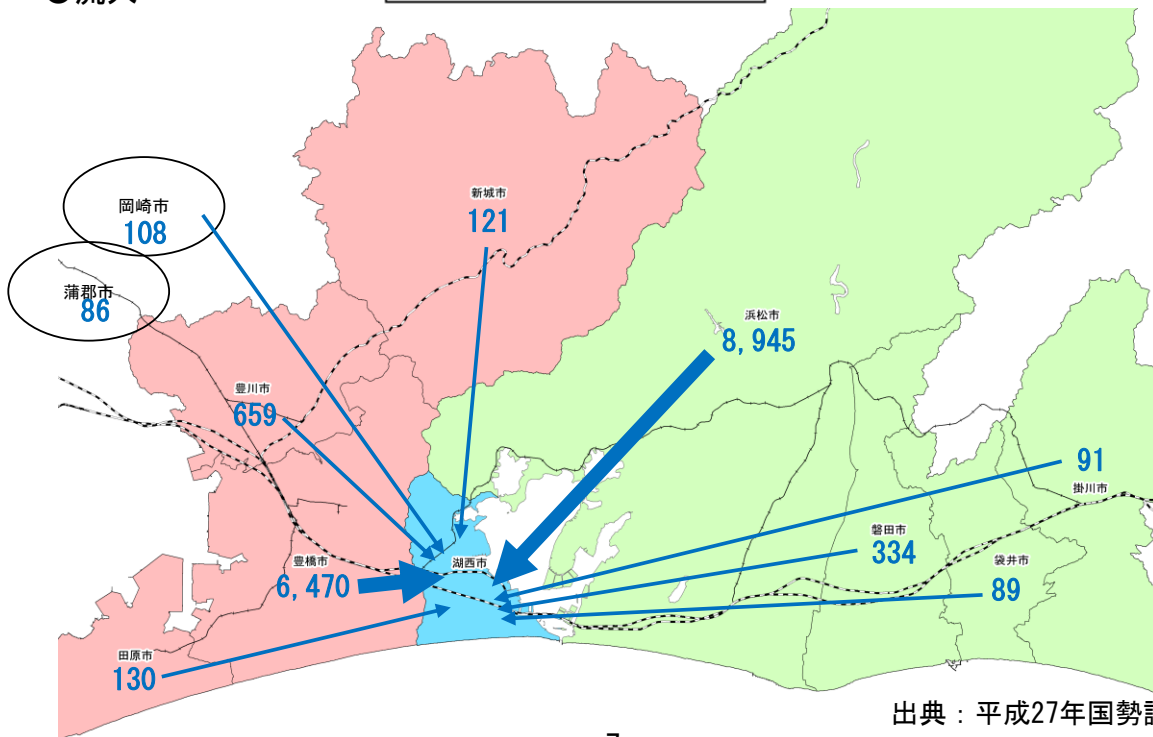 新城市
121
岡崎市
108
蒲郡市
86
浜松市
8,945
豊川市
659
91
掛川市
磐田市
334
豊橋市
6,470
湖西市
袋井市
89
田原市
130
出典:平成27年国勢